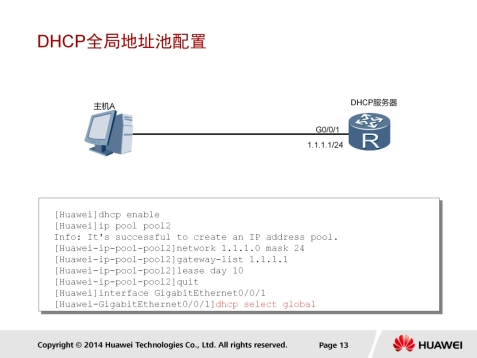 DHCP全局地址池配置
主机A
DHCP服务器
G0/0/1
R
1.1.1.1/24
[Huawei]dhcp enable
[Huawei]ip pool pool2
Info: It's successful to create an IP address pool.
[Huawei-ip-pool-pool2]network 1.1.1.0 mask 24
[Huawei-ip-pool-pool2]gateway-list 1.1.1.1
[Huawei-ip-pool-pool2]lease day 10
[Huawei-ip-pool-pool2]quit
[Huawei]interface GigabitEthernet0/0/1
[Huawei-GigabitEthernet0/0/1]dhcp select global
Copyright © 2014 Huawei Technologies Co., Ltd. All rights reserved.
Page 13
HUAWEI